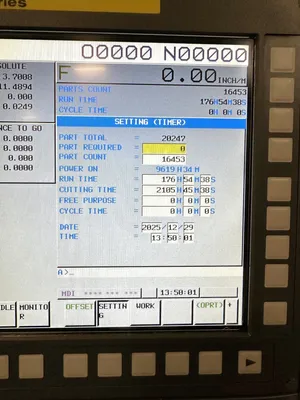 ries
O0000 N00000
SOLUTE
3.7008
11.4894
0.000
0.0249
NCE TO GO
0.000
0.000
0.000
0.000
F 0.00 INCH/M
PARTS COUNT 16453
RUN TIME 176H54M38S
CYCLE TIME 0H 0M 0S
SETTING (TIMER)
PART TOTAL = 20247
PART REQUIRED = 0
PART COUNT = 16453
POWER ON = 9619H34M
RUN TIME = 176H54M38S
CUTTING TIME = 2105H45M38S
FREE PURPOSE = 0H 0M 0S
CYCLE TIME = 0H 0M 0S
DATE = 2025/12/29
TIME = 13:50:01
A>
MDI **** *** *** 13:50:01
DLE MONITO R OFFSET SETTIN G WORK (OPRT) +